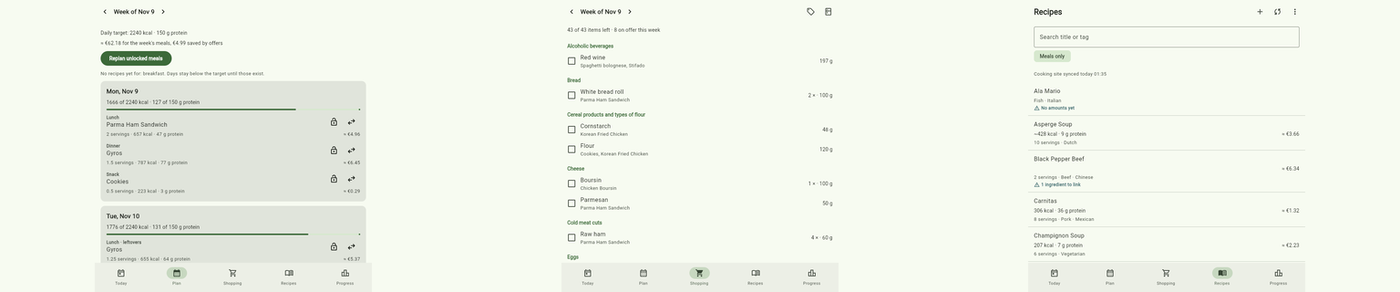 Week of Nov 9
Daily target: 2240 kcal · 150 g protein
≈ €62.18 for the week's meals, €4.99 saved by offers
Replan unlocked meals
No recipes yet for: breakfast. Days stay below the target until those exist.
Mon, Nov 9
1666 of 2240 kcal · 127 of 150 g protein
Lunch
Parma Ham Sandwich
2 servings · 657 kcal · 47 g protein
≈ €4.96
Dinner
Gyros
1.5 servings · 787 kcal · 77 g protein
≈ €6.45
Snack
Cookies
0.5 servings · 223 kcal · 3 g protein
≈ €0.29
Tue, Nov 10
1776 of 2240 kcal · 131 of 150 g protein
Lunch · leftovers
Gyros
1.25 servings · 655 kcal · 64 g protein
≈ €5.37
Today
Plan
Shopping
Recipes
Progress
Week of Nov 9
43 of 43 items left · 8 on offer this week
Alcoholic beverages
Red wine
Spaghetti bolognese, Shifado
197 g
Bread
White bread roll
Parma Ham Sandwich
2 × · 100 g
Cereal products and types of flour
Cornstarch
Korean Fried Chicken
48 g
Flour
Cookies, Korean Fried Chicken
120 g
Cheese
Boursin
Chicken Boursin
1 × · 100 g
Parmesan
Parma Ham Sandwich
50 g
Cold meat cuts
Raw ham
Parma Ham Sandwich
4 × · 60 g
Eggs
Today
Plan
Shopping
Recipes
Progress
Recipes
Search title or tag
Meals only
Cooking site synced today 01:35
Ala Mario
Fish · Italian
No amounts yet
Asperge Soup
~428 kcal · 9 g protein
10 servings · Dutch
≈ €3.66
Black Pepper Beef
2 servings · Beef · Chinese
1 ingredient to link
≈ €6.34
Carnitas
306 kcal · 36 g protein
8 servings · Pork · Mexican
≈ €1.32
Champignon Soup
207 kcal · 7 g protein
6 servings · Vegetarian
≈ €2.23
Today
Plan
Shopping
Recipes
Progress